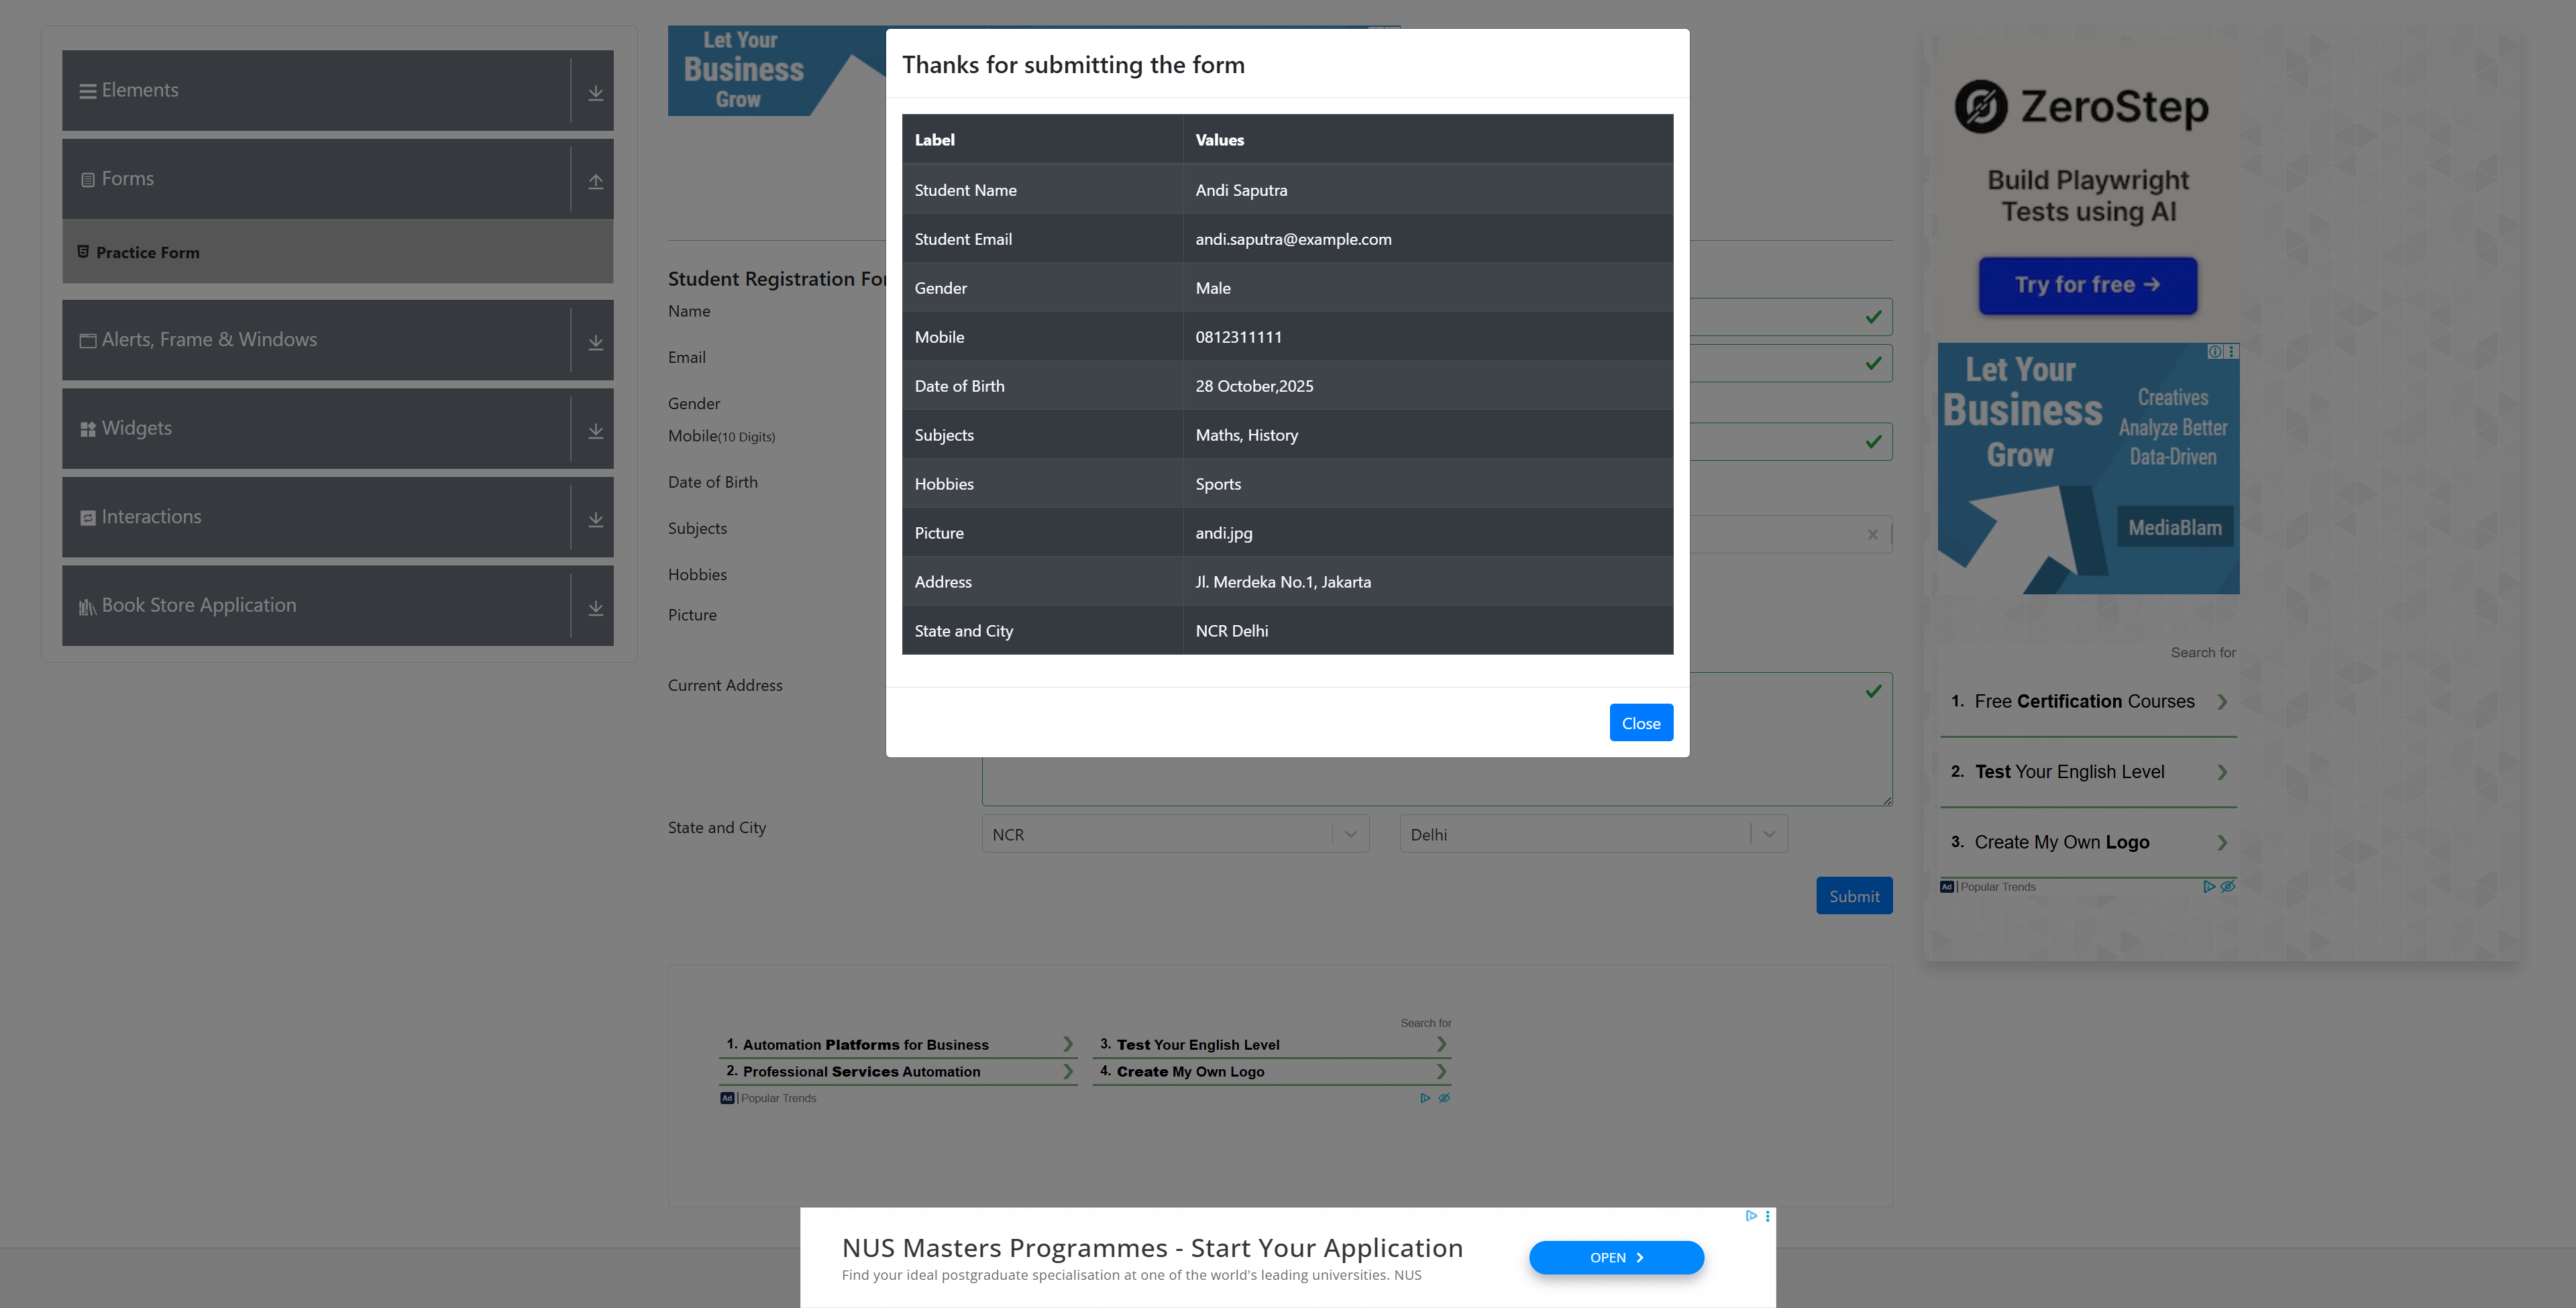 Elements
Forms
Practice Form
Alerts, Frame & Windows
Widgets
Interactions
Book Store Application
Let Your
Business
Grow
Thanks for submitting the form
Label Values
Student Name Andi Saputra
Student Email andi.saputra@example.com
Gender Male
Mobile 0812311111
Date of Birth 28 October,2025
Subjects Maths, History
Hobbies Sports
Picture andi.jpg
Address Jl. Merdeka No.1, Jakarta
State and City NCR Delhi
Close
Student Registration For
Name
Email
Gender
Mobile(10 Digits)
Date of Birth
Subjects
Hobbies
Picture
Current Address
State and City NCR Delhi
Submit
Search for
1. Automation Platforms for Business
2. Professional Services Automation
3. Test Your English Level
4. Create My Own Logo
Ad Popular Trends
ZeroStep
Build Playwright
Tests using AI
Try for free →
Let Your
Business
Grow
Creatives
Analyze Better
Data-Driven
MediaBlam
Search for
1. Free Certification Courses
2. Test Your English Level
3. Create My Own Logo
Ad Popular Trends
NUS Masters Programmes - Start Your Application
Find your ideal postgraduate specialisation at one of the world's leading universities. NUS
OPEN